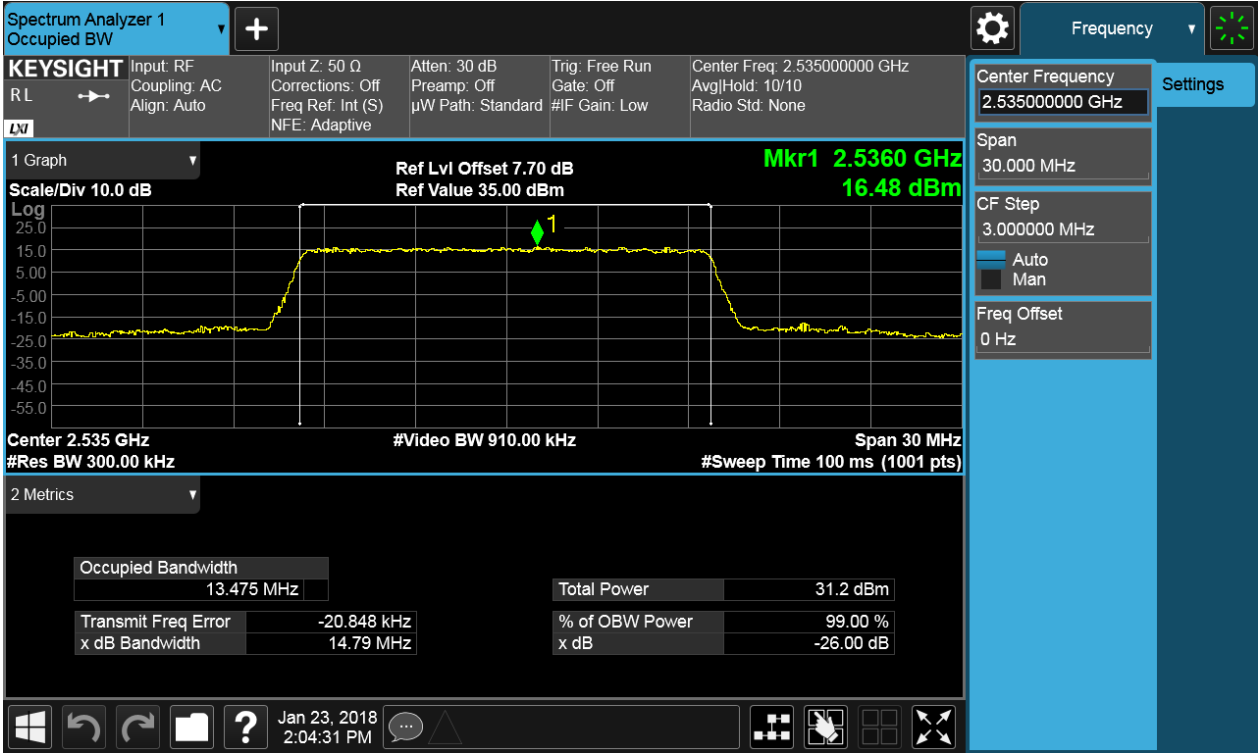 Spectrum Analyzer 1
Occupied BW
▼
+
Frequency
▼
KEYSIGHT
R L
LXI
Input: RF
Coupling: AC
Align: Auto
Input Z: 50 Ω
Corrections: Off
Freq Ref: Int (S)
NFE: Adaptive
Atten: 30 dB
Preamp: Off
µW Path: Standard
Trig: Free Run
Gate: Off
#IF Gain: Low
Center Freq: 2.535000000 GHz
Avg|Hold: 10/10
Radio Std: None
Center Frequency
2.535000000 GHz
Settings
Span
30.000 MHz
CF Step
3.000000 MHz
Auto
Man
Freq Offset
0 Hz
1 Graph
▼
Scale/Div 10.0 dB
Ref Lvl Offset 7.70 dB
Ref Value 35.00 dBm
Mkr1 2.5360 GHz
16.48 dBm
Log
25.0
15.0
5.00
-5.00
-15.0
-25.0
-35.0
-45.0
-55.0
1
Center 2.535 GHz
#Video BW 910.00 kHz
Span 30 MHz
#Res BW 300.00 kHz
#Sweep Time 100 ms (1001 pts)
2 Metrics
▼
Occupied Bandwidth
13.475 MHz
Total Power 31.2 dBm
Transmit Freq Error -20.848 kHz
% of OBW Power 99.00 %
x dB Bandwidth 14.79 MHz
x dB -26.00 dB
?
Jan 23, 2018
2:04:31 PM